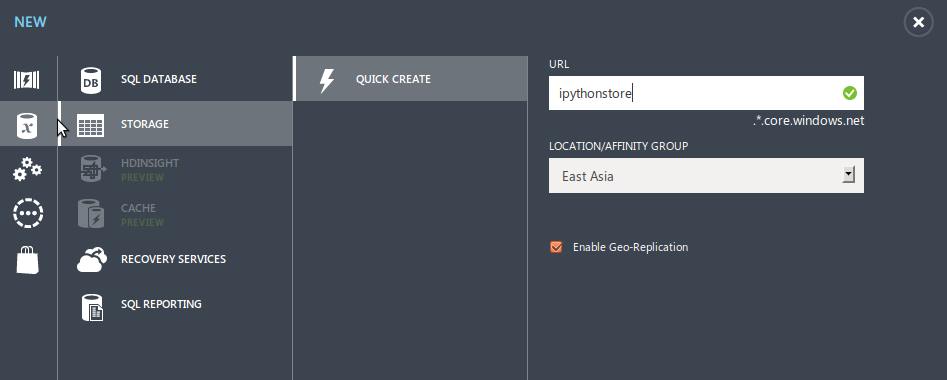 NEW
SQL DATABASE
STORAGE
HDINSIGHT
PREVIEW
CACHE
PREVIEW
RECOVERY SERVICES
SQL REPORTING
QUICK CREATE
URL
ipythonstore
.*.core.windows.net
LOCATION/AFFINITY GROUP
East Asia
Enable Geo-Replication
DB
x